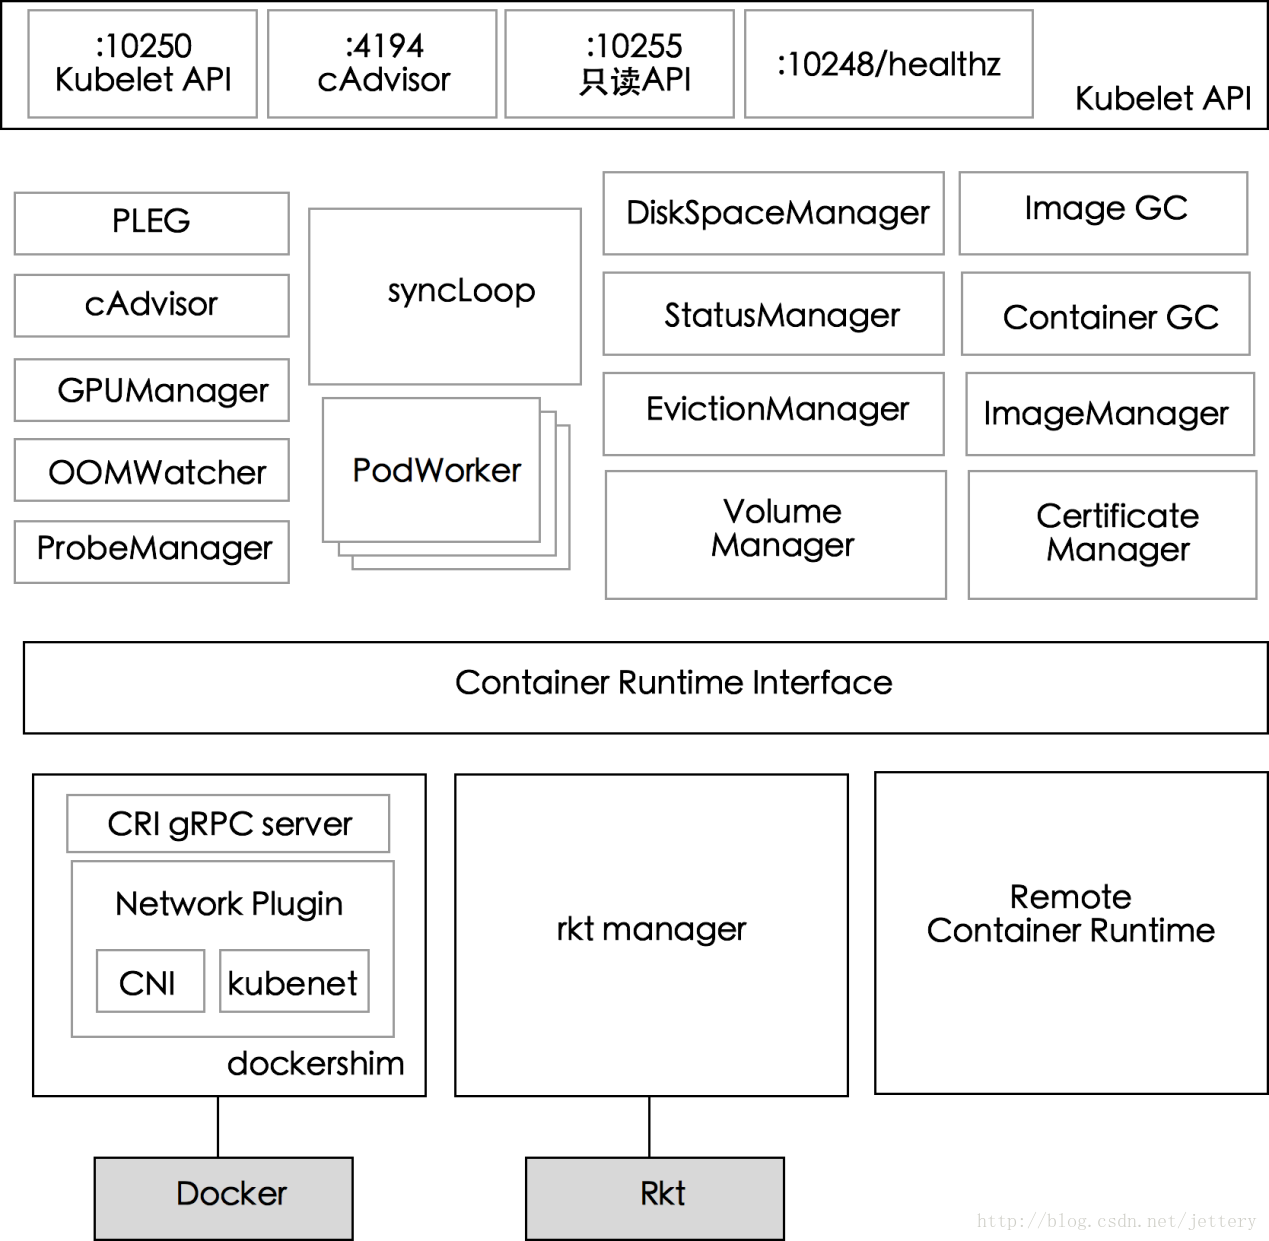 :10250
Kubelet API
:4194
cAdvisor
:10255
只读API
:10248/healthz
Kubelet API
PLEG
cAdvisor
GPUManager
OOMWatcher
ProbeManager
syncLoop
PodWorker
DiskSpaceManager
StatusManager
EvictionManager
Volume
Manager
Image GC
Container GC
ImageManager
Certificate
Manager
Container Runtime Interface
CRI gRPC server
Network Plugin
CNI
kubenet
dockershim
rkt manager
Remote
Container Runtime
Docker
Rkt
http://blog.csdn.net/jettery